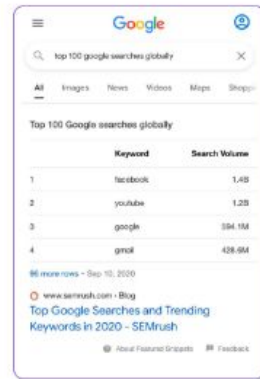 Google
top 100 google searches globally
All Images News Videos Maps Shoppi
Top 100 Google searches globally
Keyword Search Volume
1 facebook 1.4B
2 youtube 1.2B
3 google 594.1M
4 gmail 428.6M
96 more rows • Sep 10, 2020
www.semrush.com › Blog
Top Google Searches and Trending
Keywords in 2020 - SEMrush
About Featured Snippets Feedback